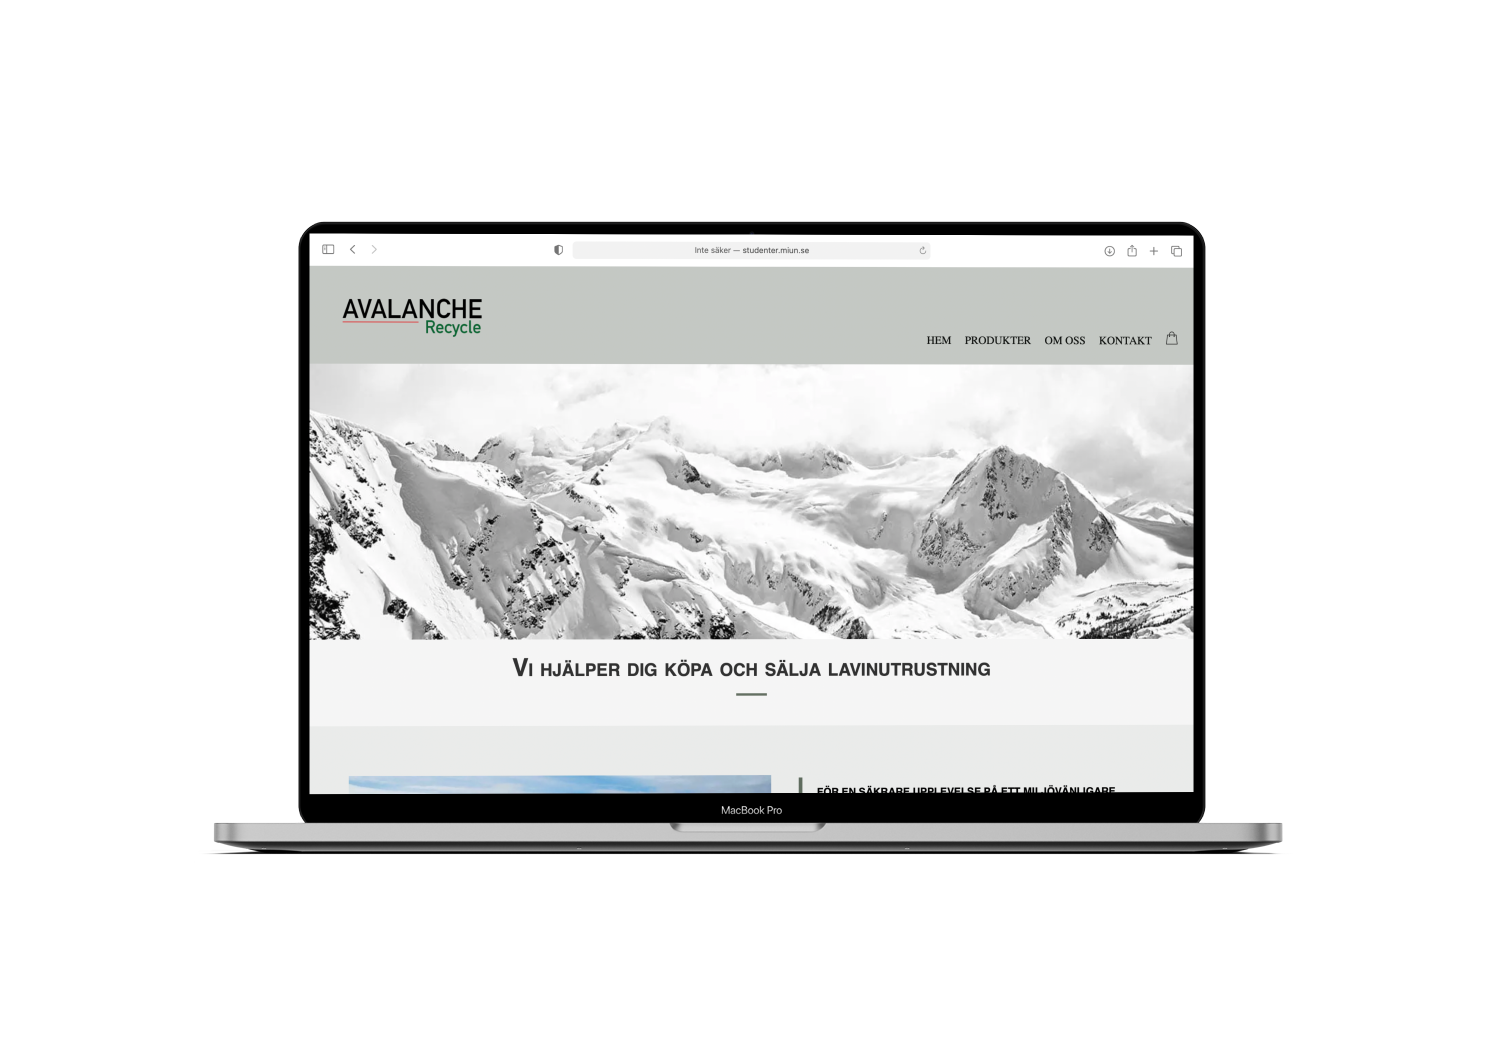 Inte säker — studenter.miun.se
AVALANCHE
Recycle
HEM PRODUKTER OM OSS KONTAKT
VI HJÄLPER DIG KÖPA OCH SÄLJA LAVINUTRUSTNING
FÖR EN SÄKRARE UPPLEVELSE PÅ ETT MILJÖVÄNLIGARE
MacBook Pro